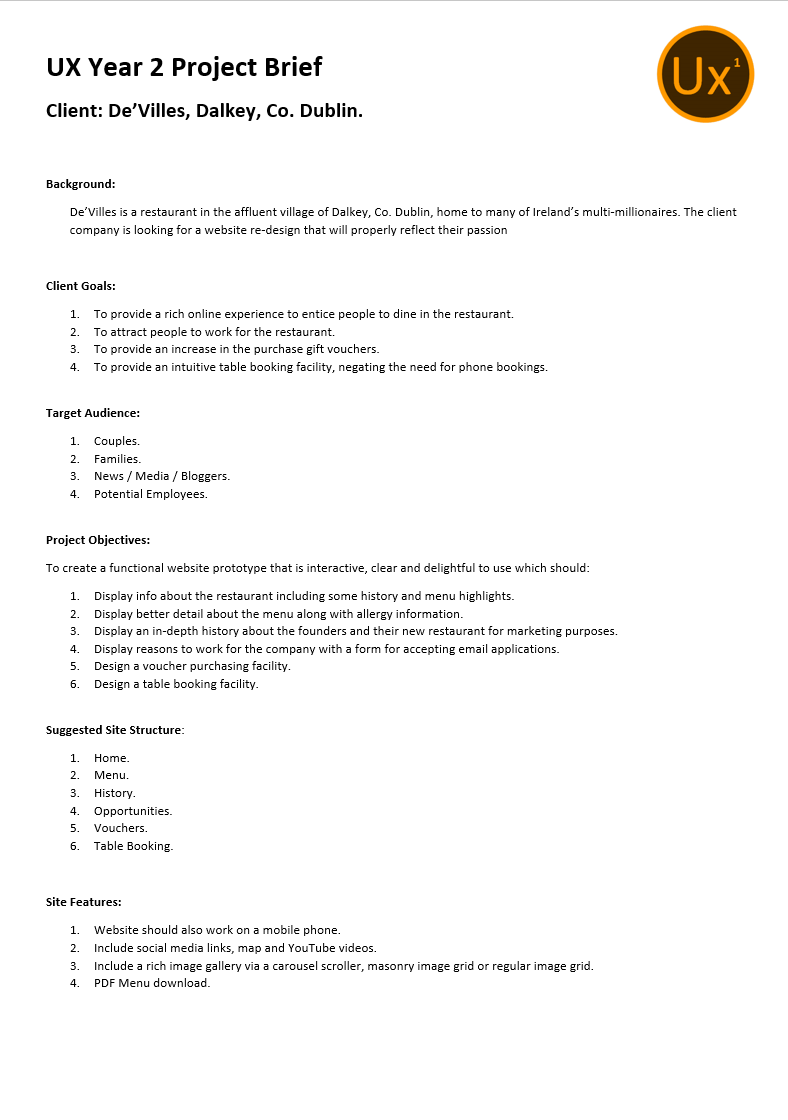 UX Year 2 Project Brief
Ux¹
Client: De’Villes, Dalkey, Co. Dublin.
Background:
De’Villes is a restaurant in the affluent village of Dalkey, Co. Dublin, home to many of Ireland’s multi-millionaires. The client
company is looking for a website re-design that will properly reflect their passion
Client Goals:
1. To provide a rich online experience to entice people to dine in the restaurant.
2. To attract people to work for the restaurant.
3. To provide an increase in the purchase gift vouchers.
4. To provide an intuitive table booking facility, negating the need for phone bookings.
Target Audience:
1. Couples.
2. Families.
3. News / Media / Bloggers.
4. Potential Employees.
Project Objectives:
To create a functional website prototype that is interactive, clear and delightful to use which should:
1. Display info about the restaurant including some history and menu highlights.
2. Display better detail about the menu along with allergy information.
3. Display an in-depth history about the founders and their new restaurant for marketing purposes.
4. Display reasons to work for the company with a form for accepting email applications.
5. Design a voucher purchasing facility.
6. Design a table booking facility.
Suggested Site Structure:
1. Home.
2. Menu.
3. History.
4. Opportunities.
5. Vouchers.
6. Table Booking.
Site Features:
1. Website should also work on a mobile phone.
2. Include social media links, map and YouTube videos.
3. Include a rich image gallery via a carousel scroller, masonry image grid or regular image grid.
4. PDF Menu download.